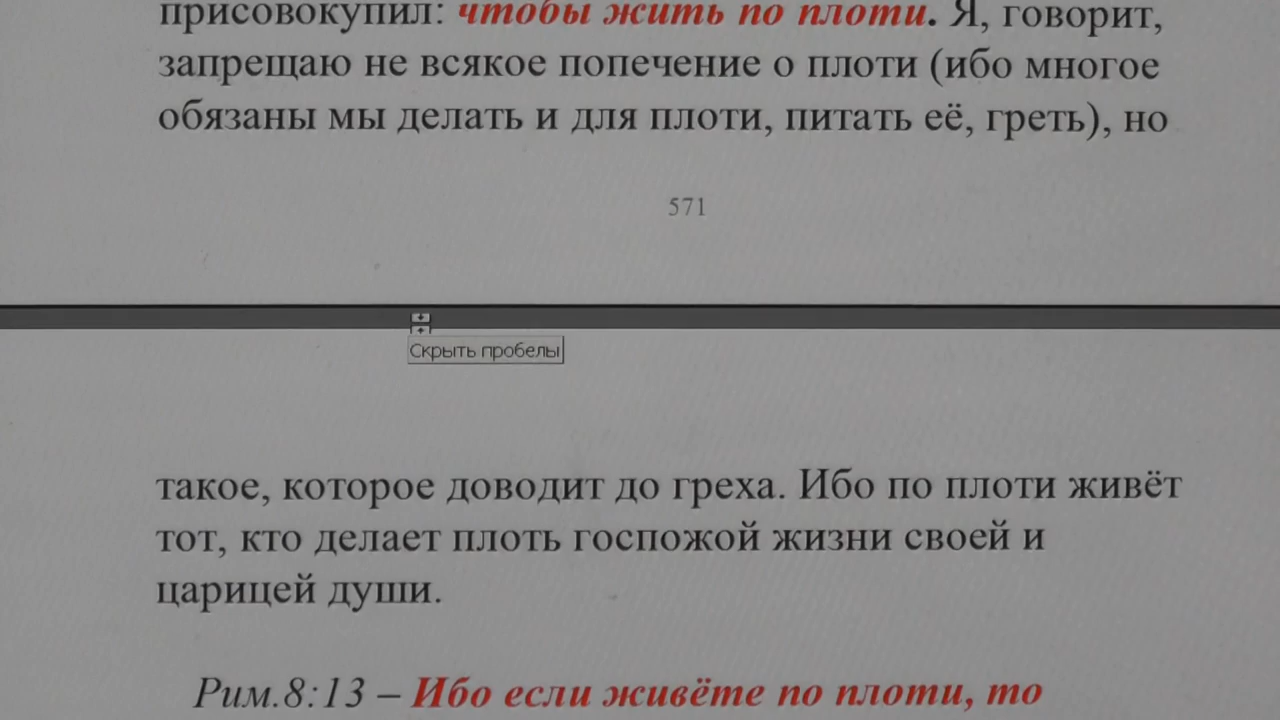 присовокупил: чтобы жить по плоти. Я, говорит,
запрещаю не всякое попечение о плоти (ибо многое
обязаны мы делать и для плоти, питать её, греть), но
571
Скрыть пробелы
такое, которое доводит до греха. Ибо по плоти живёт
тот, кто делает плоть госпожой жизни своей и
царицей души.
Рим.8:13 – Ибо если живёте по плоти, то